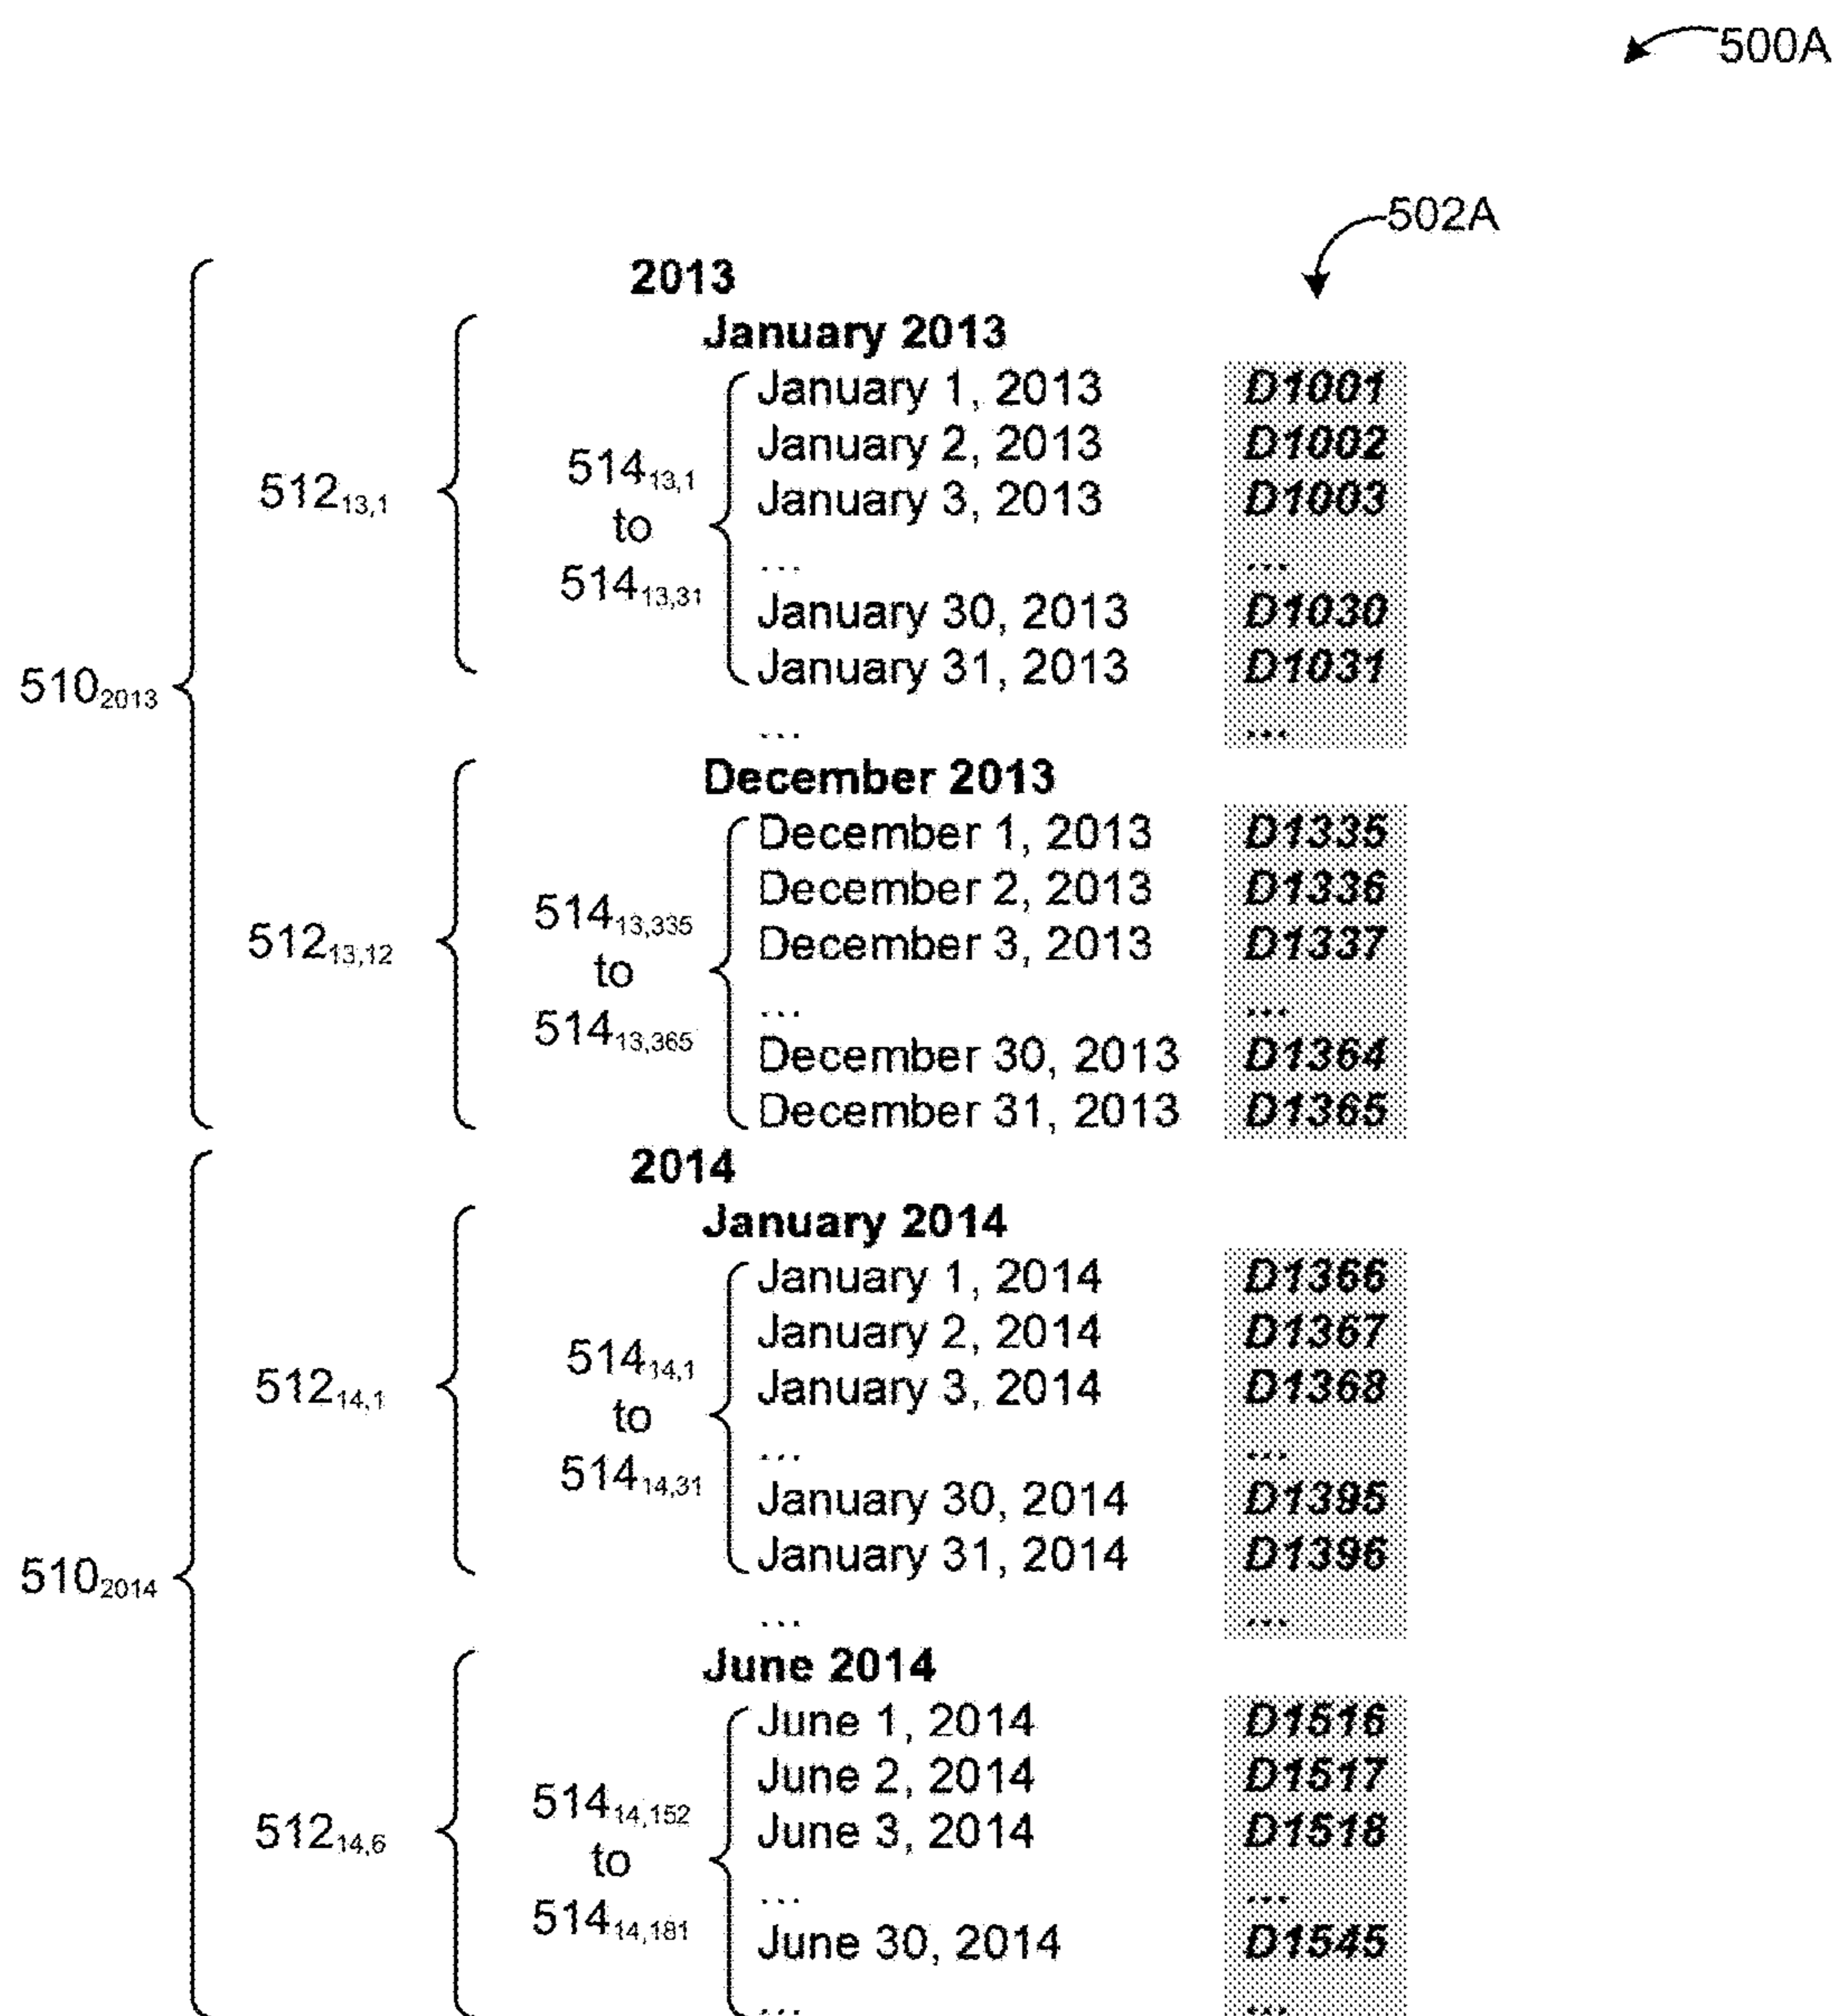 500A
502A
2013
January 2013
January 1, 2013 D1001
January 2, 2013 D1002
January 3, 2013 D1003
... ...
January 30, 2013 D1030
January 31, 2013 D1031
... ...
510₂₀₁₃
512₁₃,₁
514₁₃,₁
to
514₁₃,₃₁
December 2013
December 1, 2013 D1335
December 2, 2013 D1336
December 3, 2013 D1337
... ...
December 30, 2013 D1364
December 31, 2013 D1365
512₁₃,₁₂
514₁₃,₃₃₅
to
514₁₃,₃₆₅
2014
January 2014
January 1, 2014 D1366
January 2, 2014 D1367
January 3, 2014 D1368
... ...
January 30, 2014 D1395
January 31, 2014 D1396
... ...
510₂₀₁₄
512₁₄,₁
514₁₄,₁
to
514₁₄,₃₁
June 2014
June 1, 2014 D1516
June 2, 2014 D1517
June 3, 2014 D1518
... ...
June 30, 2014 D1545
... ...
512₁₄,₆
514₁₄,₁₅₂
to
514₁₄,₁₈₁